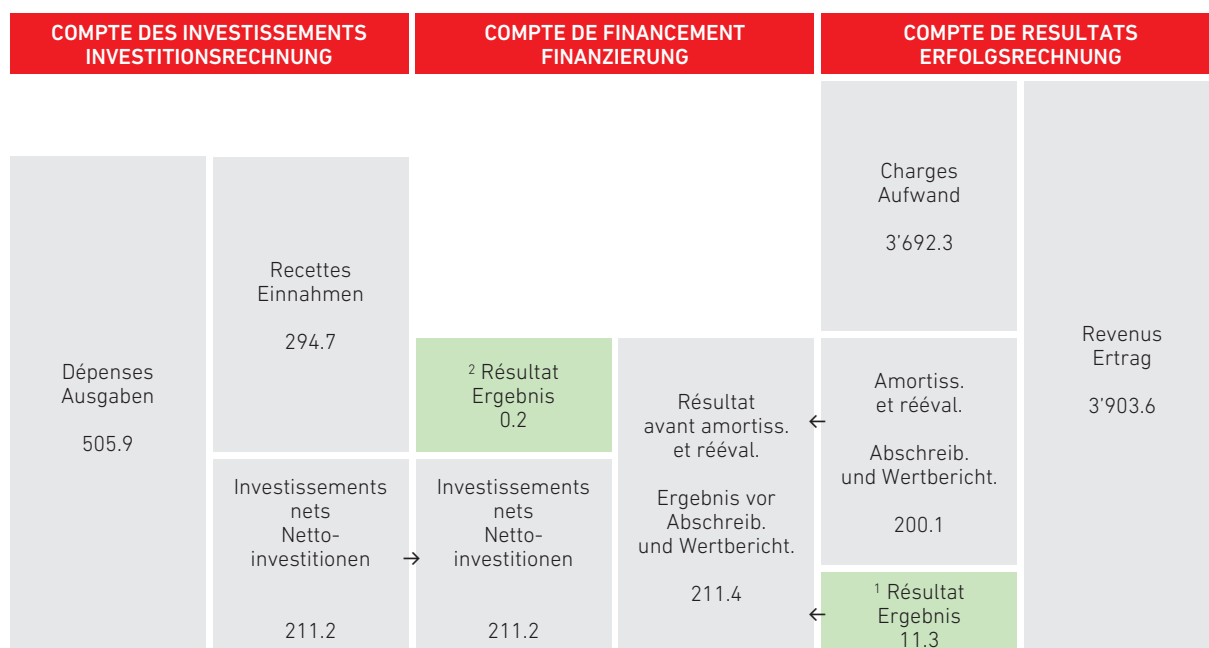 COMPTE DES INVESTISSEMENTS
INVESTITIONSRECHNUNG
COMPTE DE FINANCEMENT
FINANZIERUNG
COMPTE DE RESULTATS
ERFOLGSRECHNUNG
Dépenses
Ausgaben
505.9
Recettes
Einnahmen
294.7
Investissements
nets
Netto-
investitionen
→
211.2
² Résultat
Ergebnis
0.2
Investissements
nets
Netto-
investitionen
211.2
Résultat
avant amortiss.
et rééval.
Ergebnis vor
Abschreib.
und Wertbericht.
211.4
Charges
Aufwand
3’692.3
←
Amortiss.
et rééval.
Abschreib.
und Wertbericht.
200.1
←
¹ Résultat
Ergebnis
11.3
Revenus
Ertrag
3’903.6